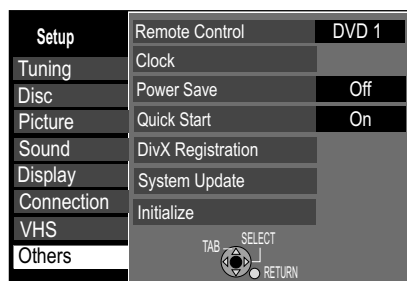 Setup
Tuning
Disc
Picture
Sound
Display
Connection
VHS
Others
Remote Control DVD 1
Clock
Power Save Off
Quick Start On
DivX Registration
System Update
Initialize
SELECT
TAB
RETURN